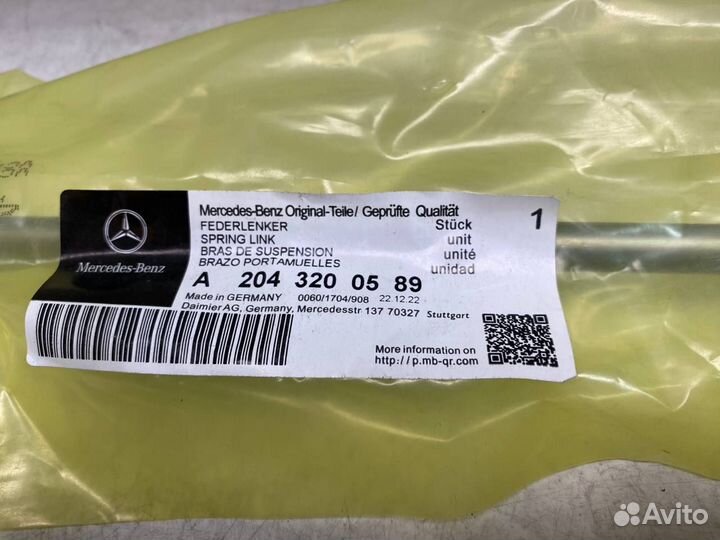 Mercedes-Benz Original-Teile/ Geprüfte Qualität
FEDERLENKER Stück 1
SPRING LINK unit
BRAS DE SUSPENSION unité
BRAZO PORTAMUELLES unidad
Mercedes-Benz
A 204 320 05 89
Made in GERMANY 0060/1704/908 22.12.22
Daimler AG, Germany, Mercedesstr 137 70327 Stuttgart
More information on
http://p.mb-qr.com
Avito